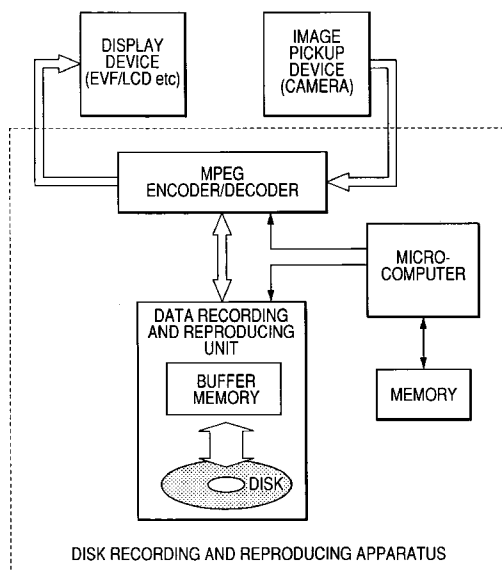 DISPLAY
DEVICE
(EVF/LCD etc)
IMAGE
PICKUP
DEVICE
(CAMERA)
MPEG
ENCODER/DECODER
MICRO-
COMPUTER
DATA RECORDING
AND REPRODUCING
UNIT
BUFFER
MEMORY
MEMORY
DISK
DISK RECORDING AND REPRODUCING APPARATUS